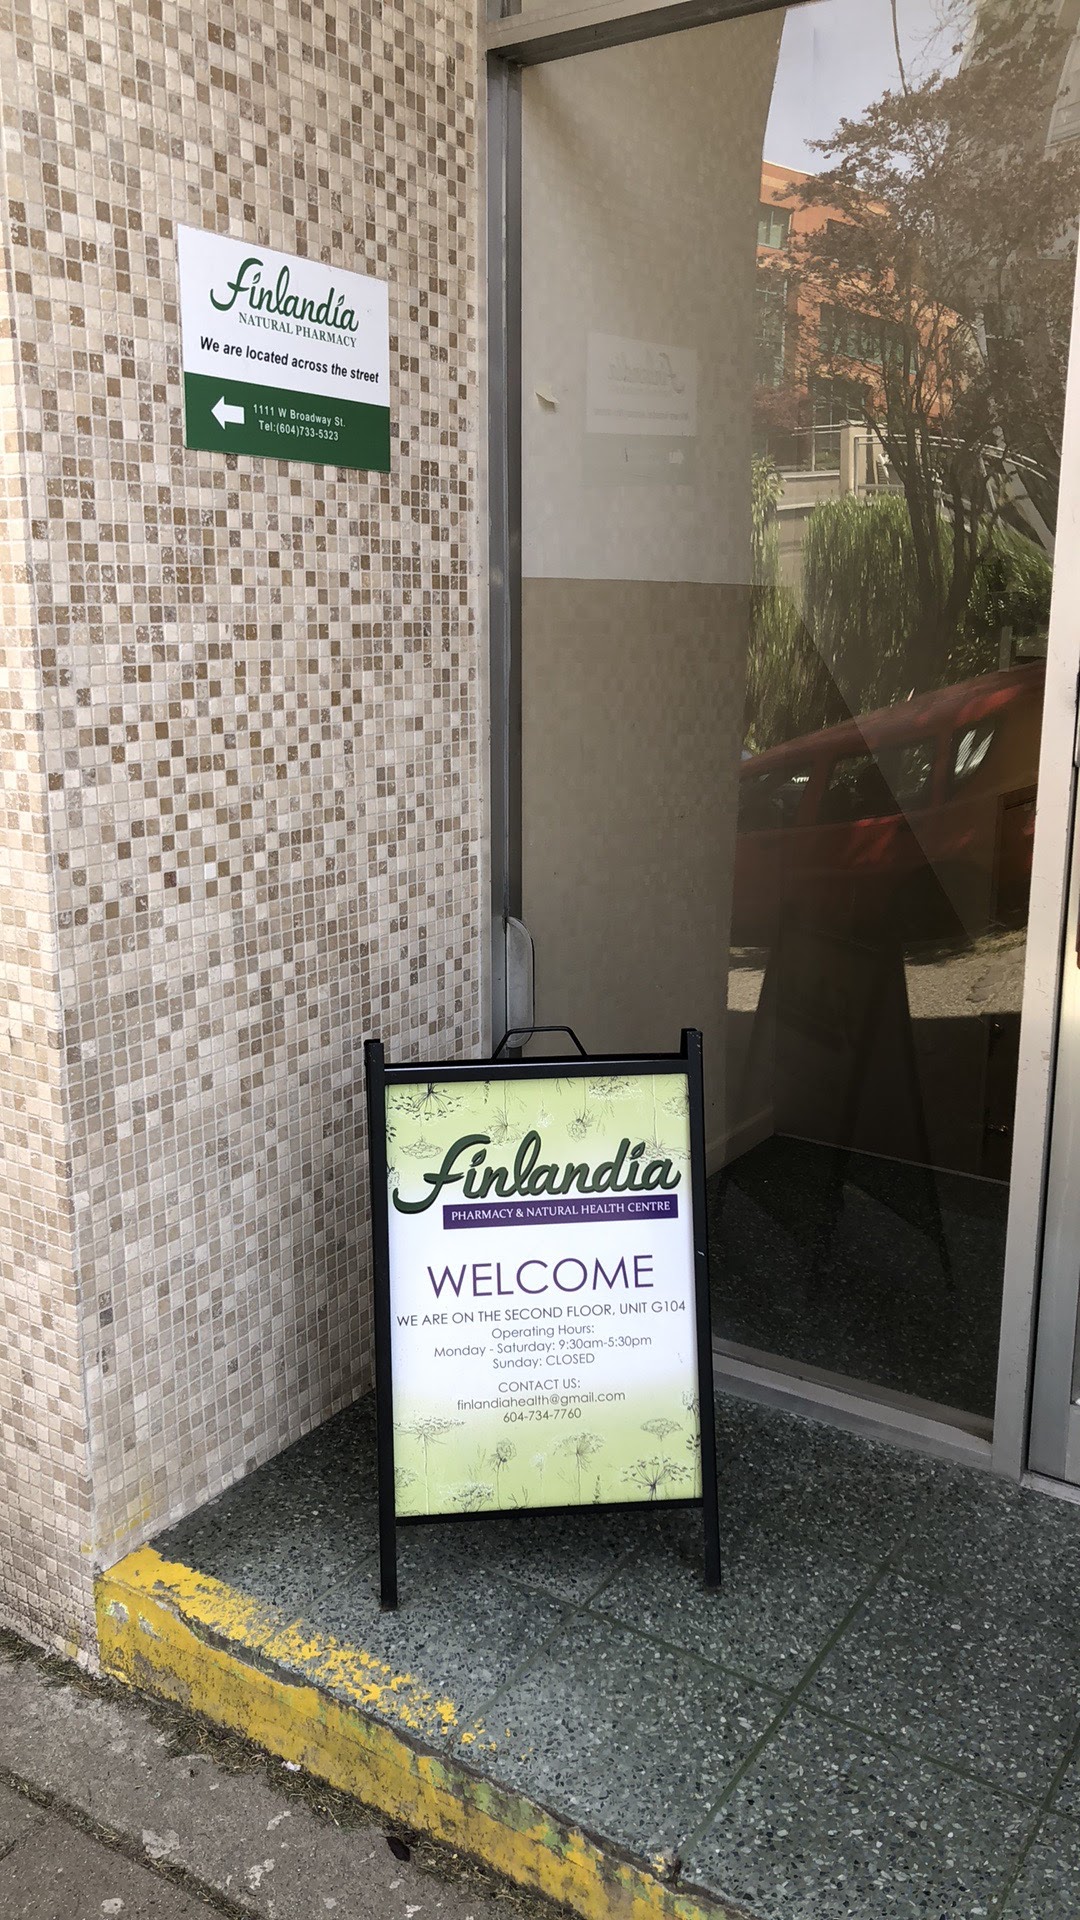 Finlandia
NATURAL PHARMACY
We are located across the street
1111 W Broadway St.
Tel:(604)733-5323
Finlandia
PHARMACY & NATURAL HEALTH CENTRE
WELCOME
WE ARE ON THE SECOND FLOOR, UNIT G104
Operating Hours:
Monday - Saturday: 9:30am-5:30pm
Sunday: CLOSED
CONTACT US:
finlandiahealth@gmail.com
604-734-7760